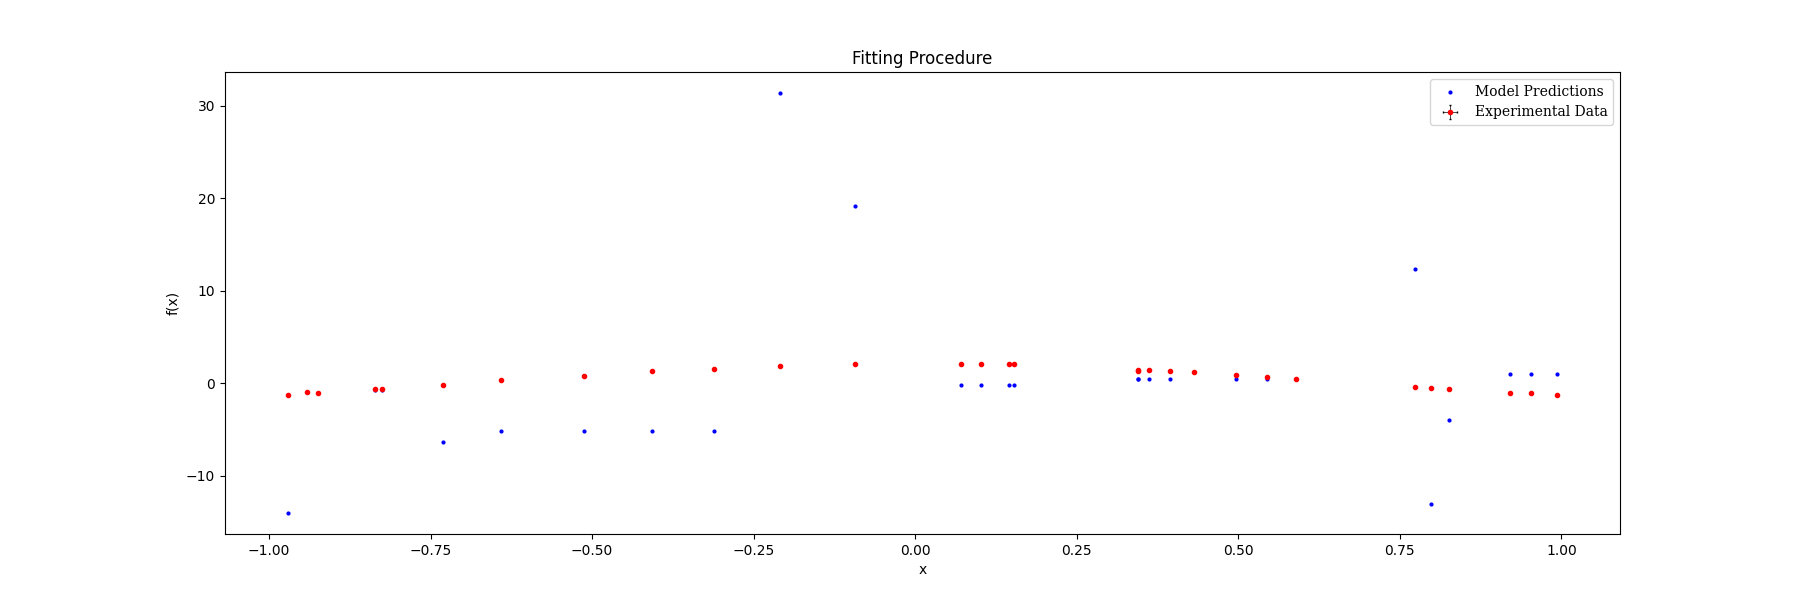 Fitting Procedure
Model Predictions
Experimental Data
f(x)
30
20
10
0
−10
−1.00 −0.75 −0.50 −0.25 0.00 0.25 0.50 0.75 1.00
x